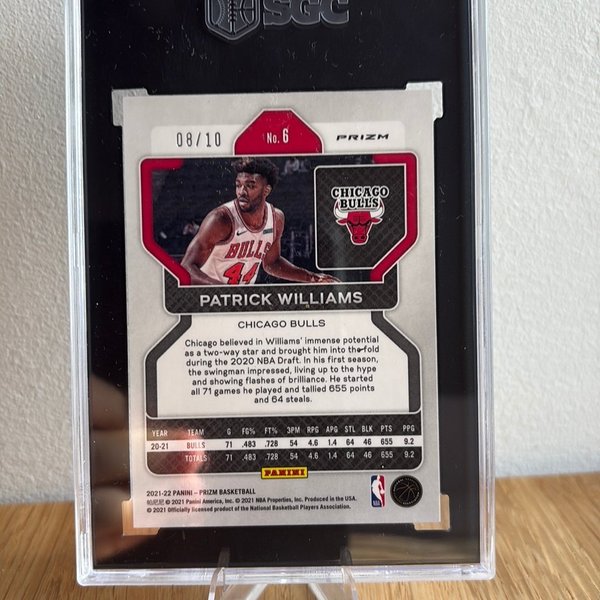 SGC
08/10
No. 6
PRIZM
CHICAGO
BULLS
BULLS
44
PATRICK WILLIAMS
CHICAGO BULLS
Chicago believed in Williams' immense potential
as a two-way star and brought him into the fold
during the 2020 NBA Draft. In his first season,
the swingman impressed, living up to the hype
and showing flashes of brilliance. He started
all 71 games he played and tallied 655 points
and 64 steals.
YEAR TEAM G FG% FT% 3PM RPG APG STL BLK PTS PPG
20-21 BULLS 71 .483 .728 54 4.6 1.4 64 46 655 9.2
TOTALS 71 .483 .728 54 4.6 1.4 64 46 655 9.2
PANINI
2021-22 PANINI – PRIZM BASKETBALL
帕尼尼 © 2021 Panini America, Inc. © 2021 NBA Properties, Inc. Produced in the USA.
© 2021 Officially licensed product of the National Basketball Players Association.